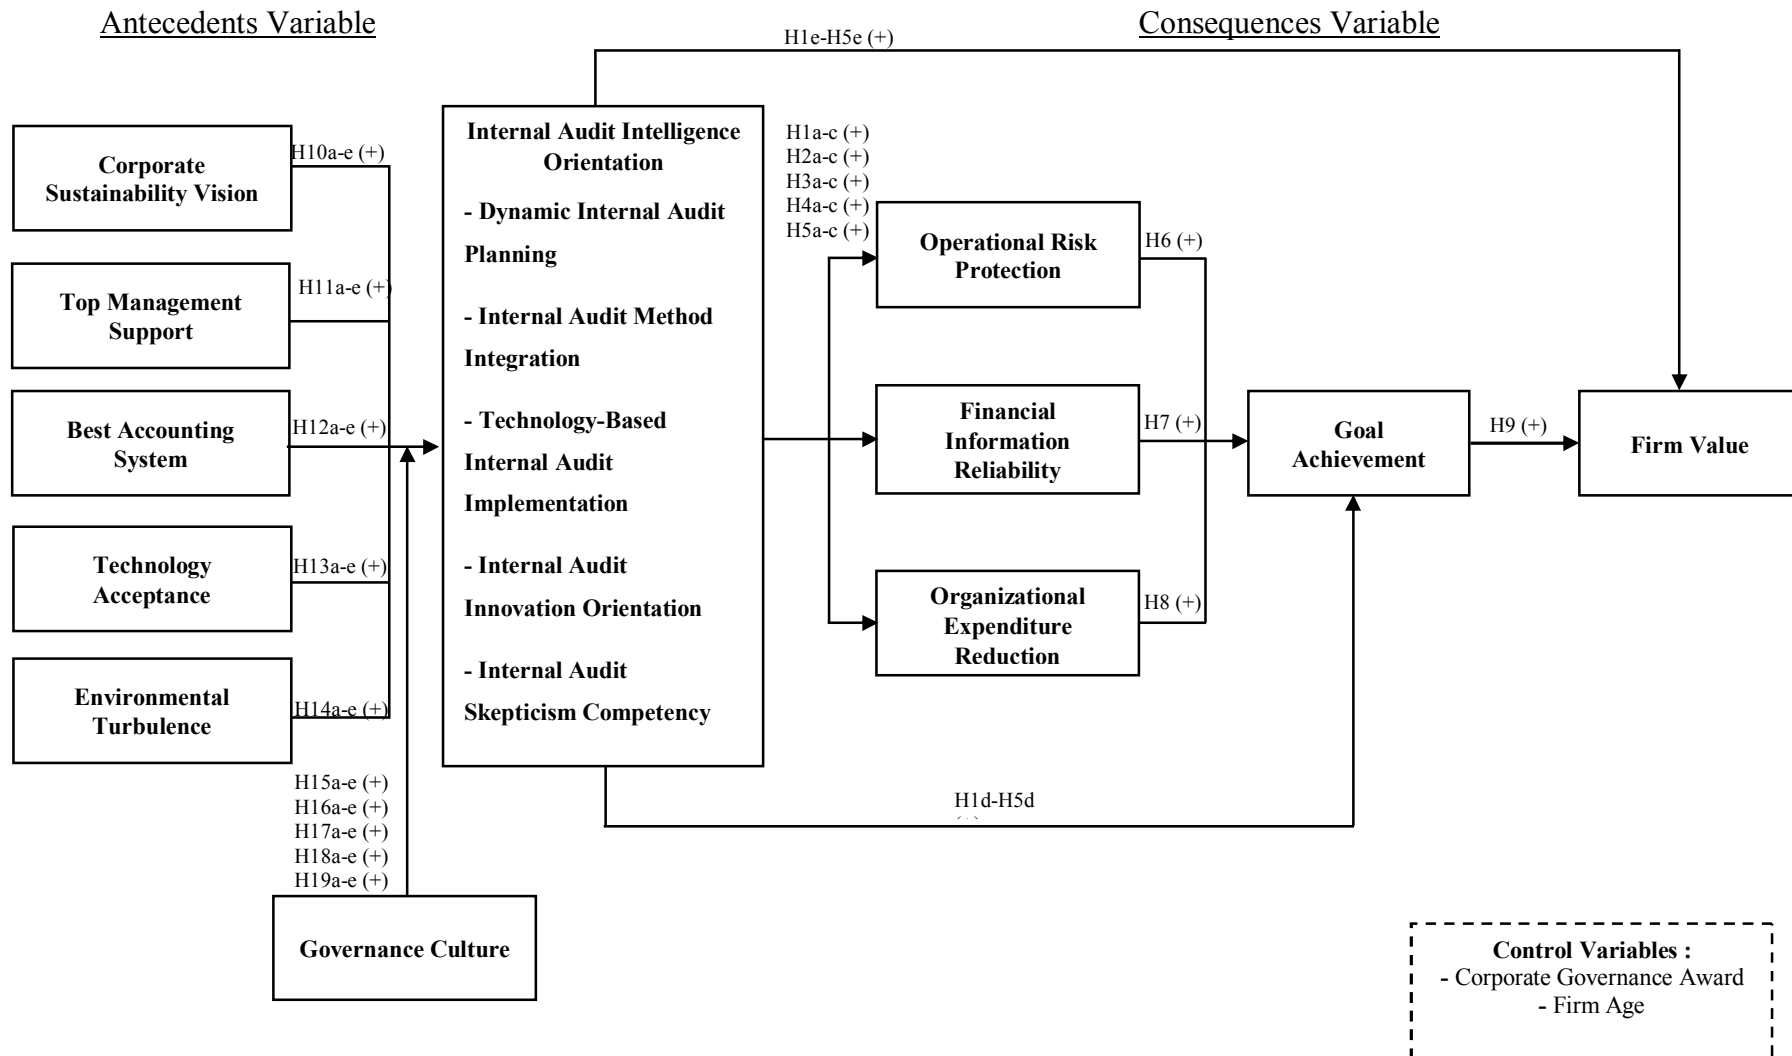 Antecedents Variable
Consequences Variable
H1e-H5e (+)
Corporate
Sustainability Vision
H10a-e (+)
Top Management
Support
H11a-e (+)
Best Accounting
System
H12a-e (+)
Technology
Acceptance
H13a-e (+)
Environmental
Turbulence
H14a-e (+)
H15a-e (+)
H16a-e (+)
H17a-e (+)
H18a-e (+)
H19a-e (+)
Governance Culture
Internal Audit Intelligence
Orientation
- Dynamic Internal Audit
Planning
- Internal Audit Method
Integration
- Technology-Based
Internal Audit
Implementation
- Internal Audit
Innovation Orientation
- Internal Audit
Skepticism Competency
H1a-c (+)
H2a-c (+)
H3a-c (+)
H4a-c (+)
H5a-c (+)
Operational Risk
Protection
H6 (+)
Financial
Information
Reliability
H7 (+)
Organizational
Expenditure
Reduction
H8 (+)
Goal
Achievement
H9 (+)
Firm Value
H1d-H5d
Control Variables :
- Corporate Governance Award
- Firm Age